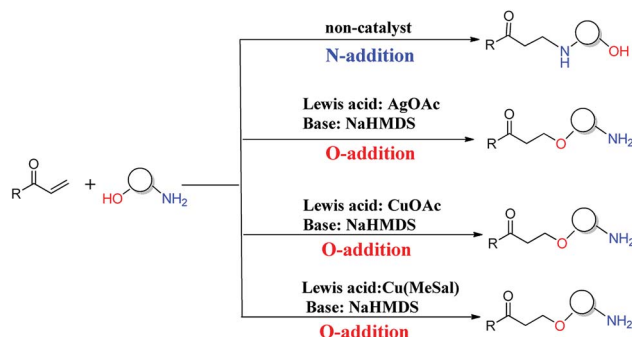 non-catalyst
N-addition
O
R
N
H
OH
Lewis acid: AgOAc
Base: NaHMDS
O-addition
O
R
O
NH2
O
R
+
HO
NH2
Lewis acid: CuOAc
Base: NaHMDS
O-addition
O
R
O
NH2
Lewis acid:Cu(MeSal)
Base: NaHMDS
O-addition
O
R
O
NH2